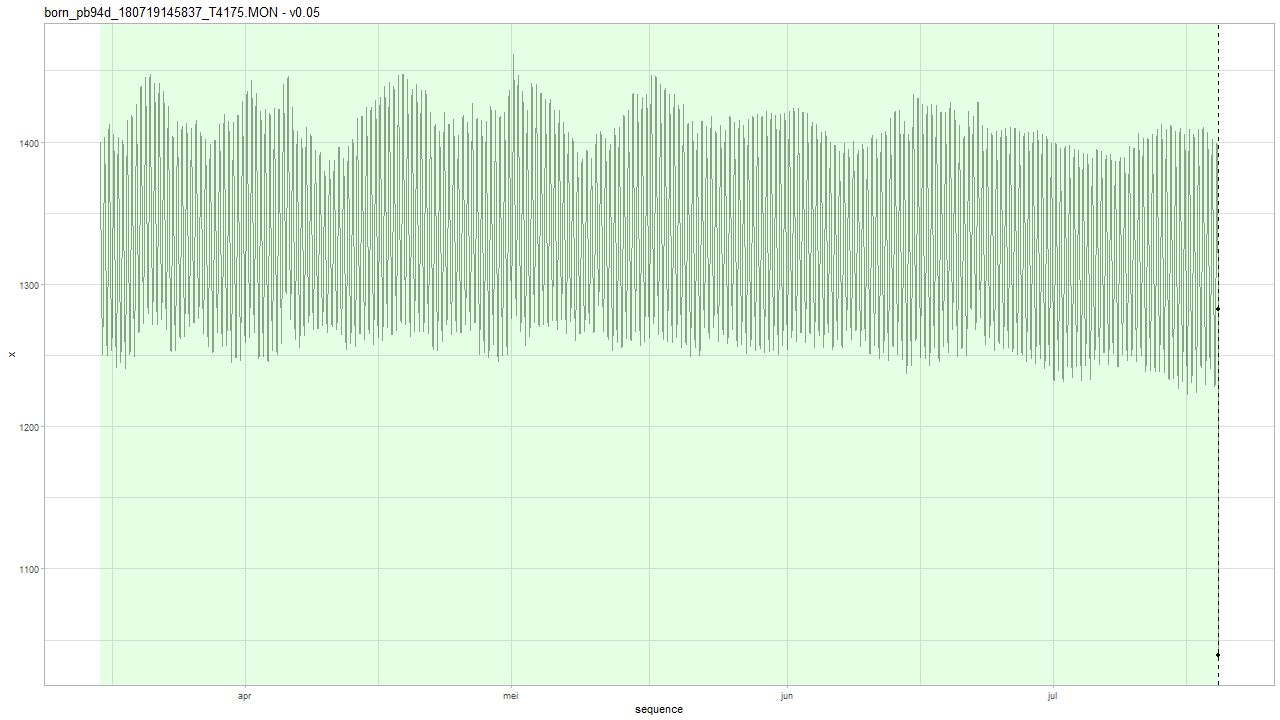 born_pb94d_180719145837_T4175.MON - v0.05
1400
1300
1200
1100
x
apr
mei
jun
jul
sequence